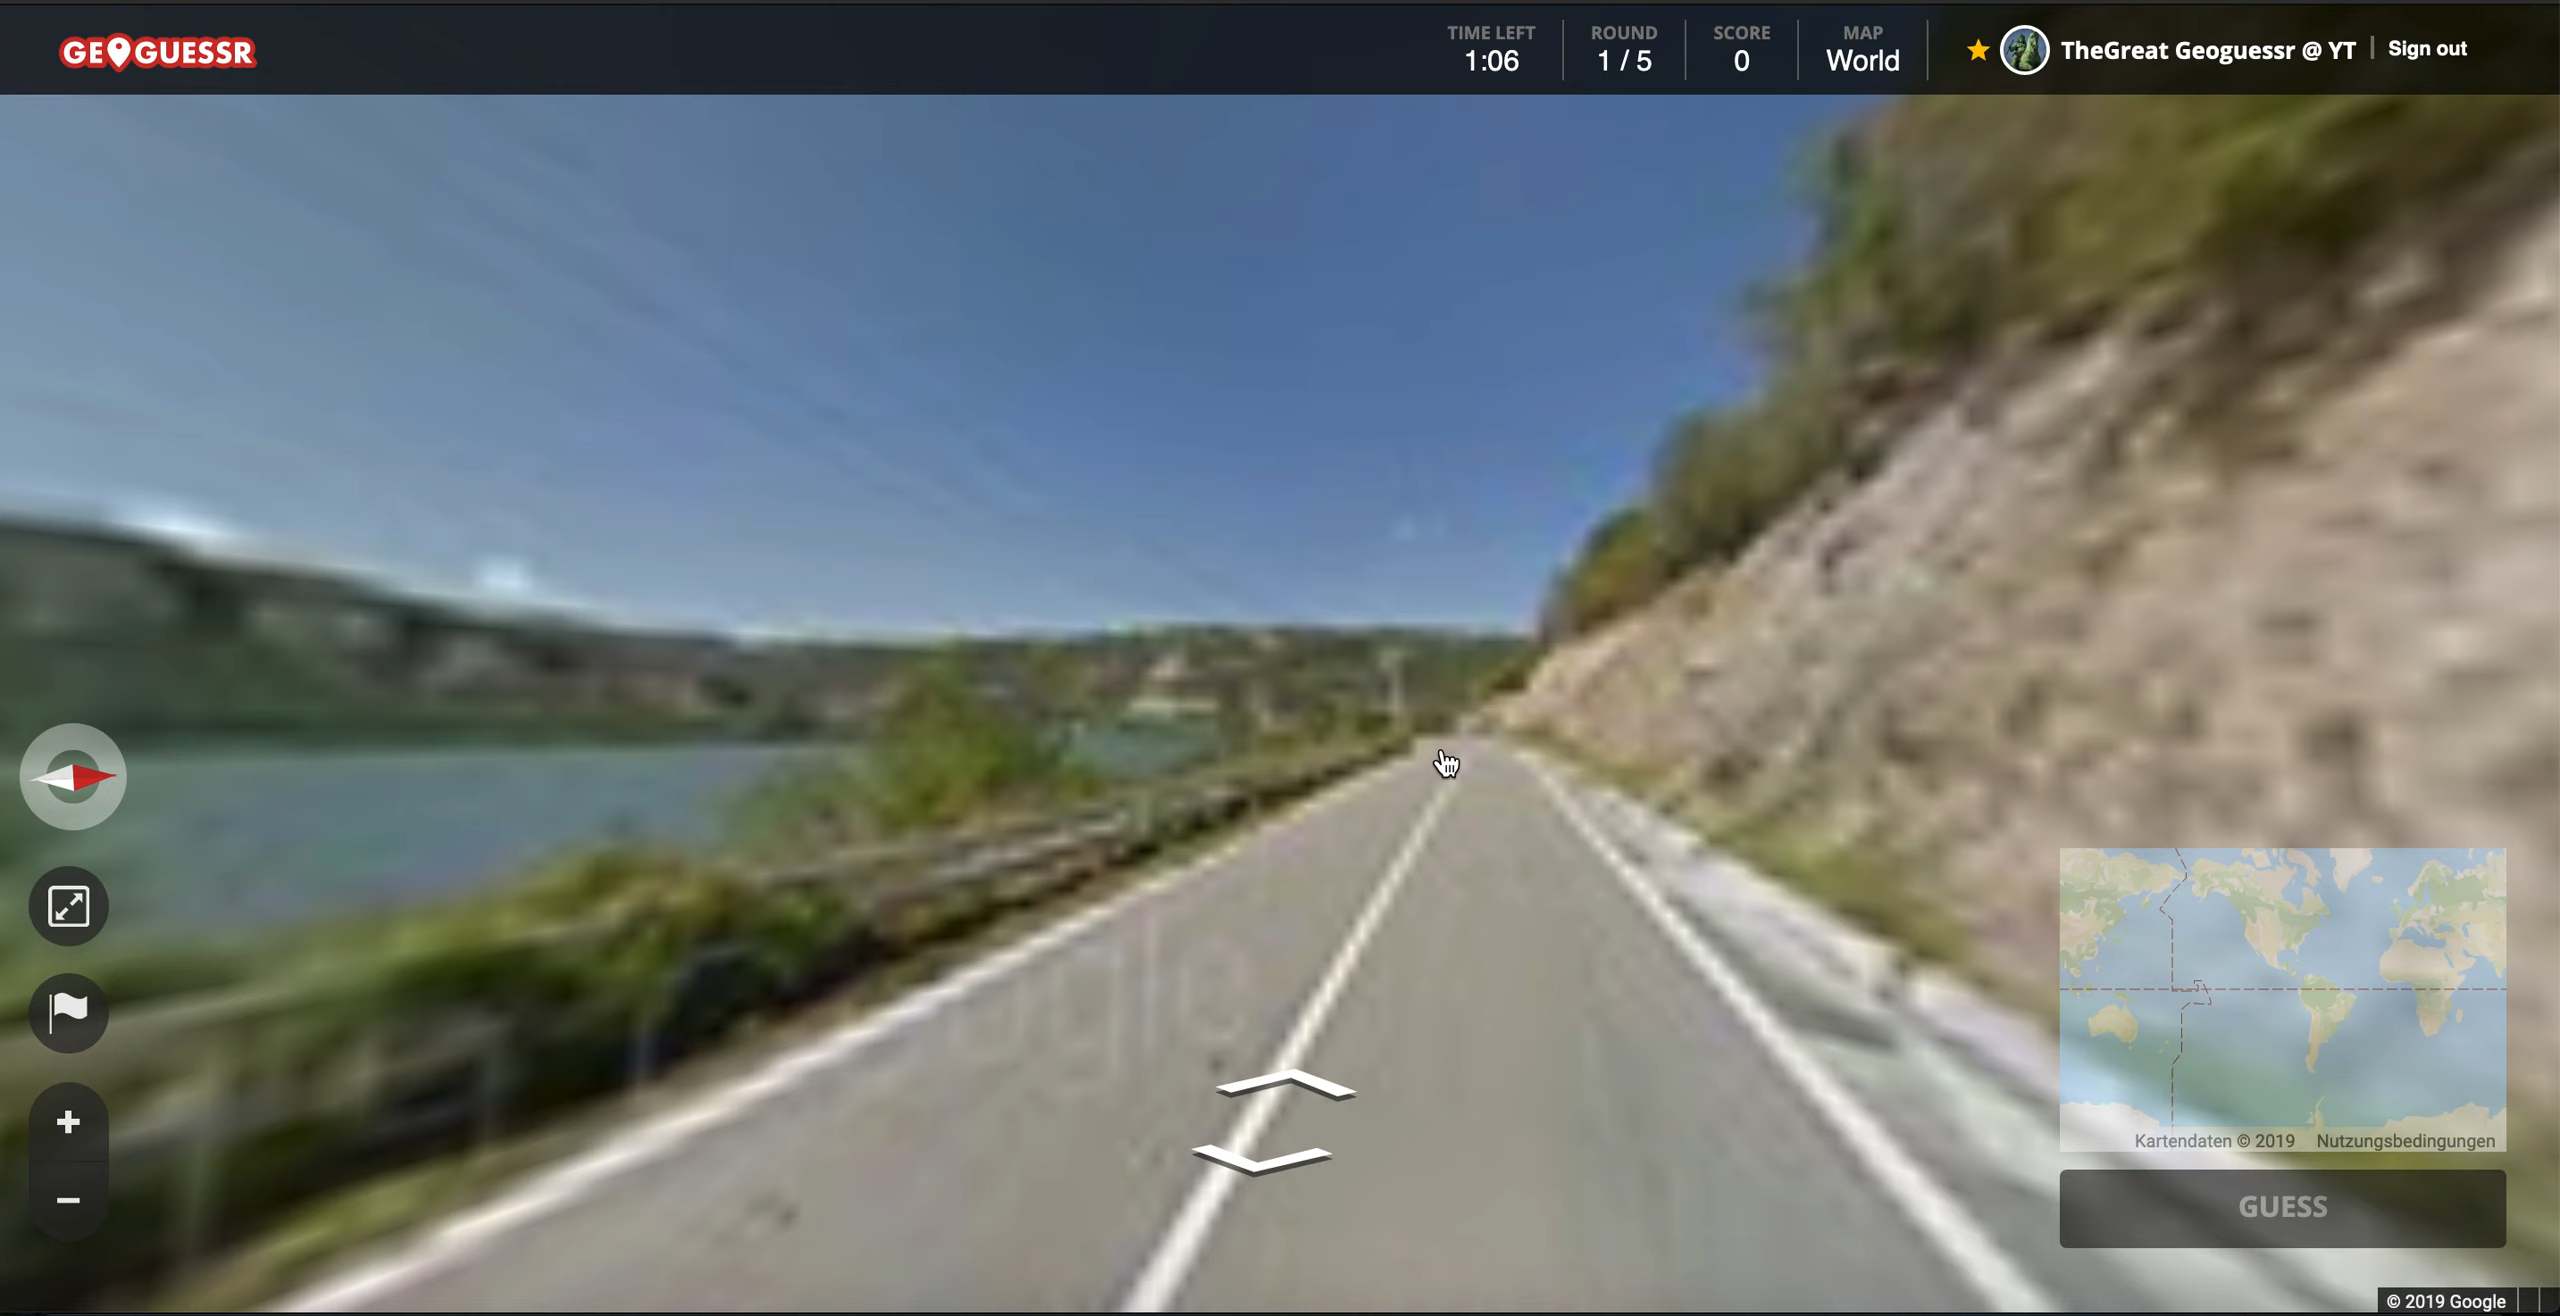 GEOGUESSR
TIME LEFT
1:06
ROUND
1 / 5
SCORE
0
MAP
World
TheGreat Geoguessr @ YT
Sign out
Kartendaten © 2019 Nutzungsbedingungen
GUESS
© 2019 Google